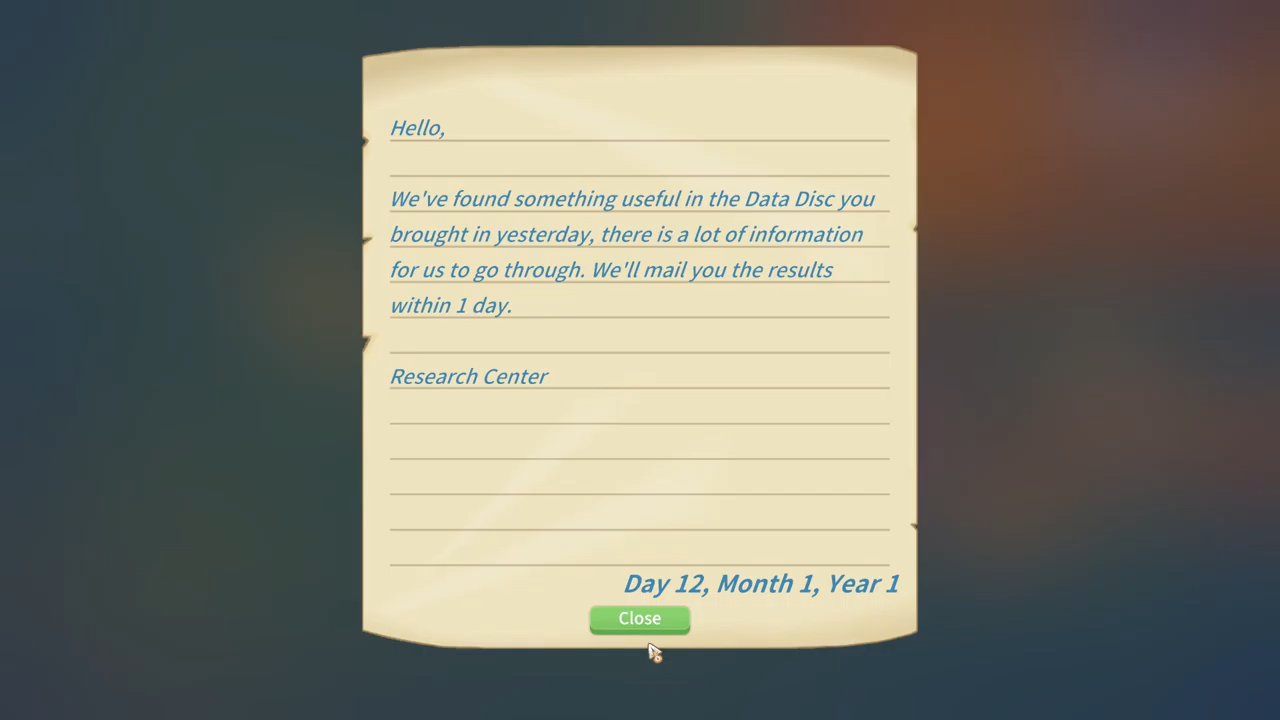 Hello,
We've found something useful in the Data Disc you
brought in yesterday, there is a lot of information
for us to go through. We'll mail you the results
within 1 day.
Research Center
Day 12, Month 1, Year 1
Close